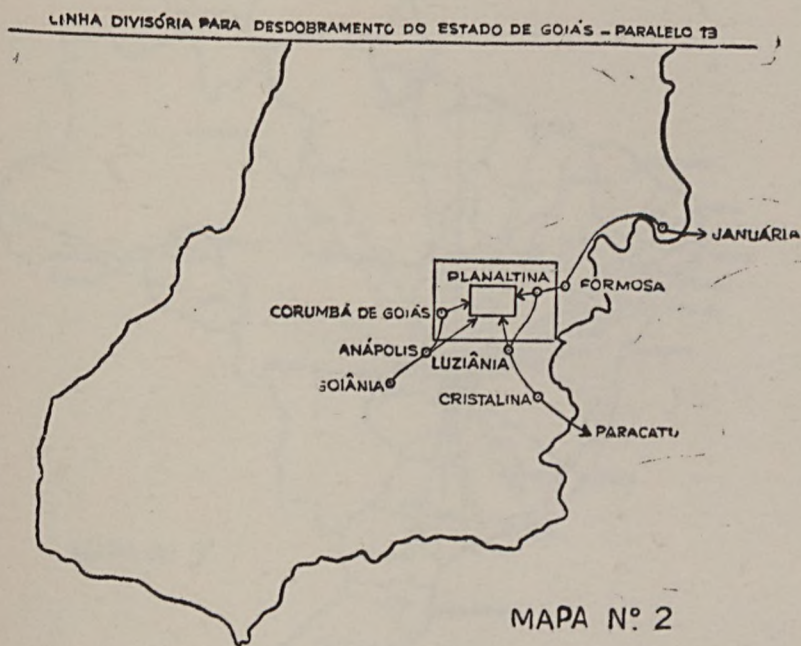 LINHA DIVISÓRIA PARA DESDOBRAMENTO DO ESTADO DE GOIÁS – PARALELO 13
JANUÁRIA
PLANALTINA
FORMOSA
CORUMBÁ DE GOIÁS
ANÁPOLIS
LUZIÂNIA
GOIÂNIA
CRISTALINA
PARACATU
MAPA Nº 2